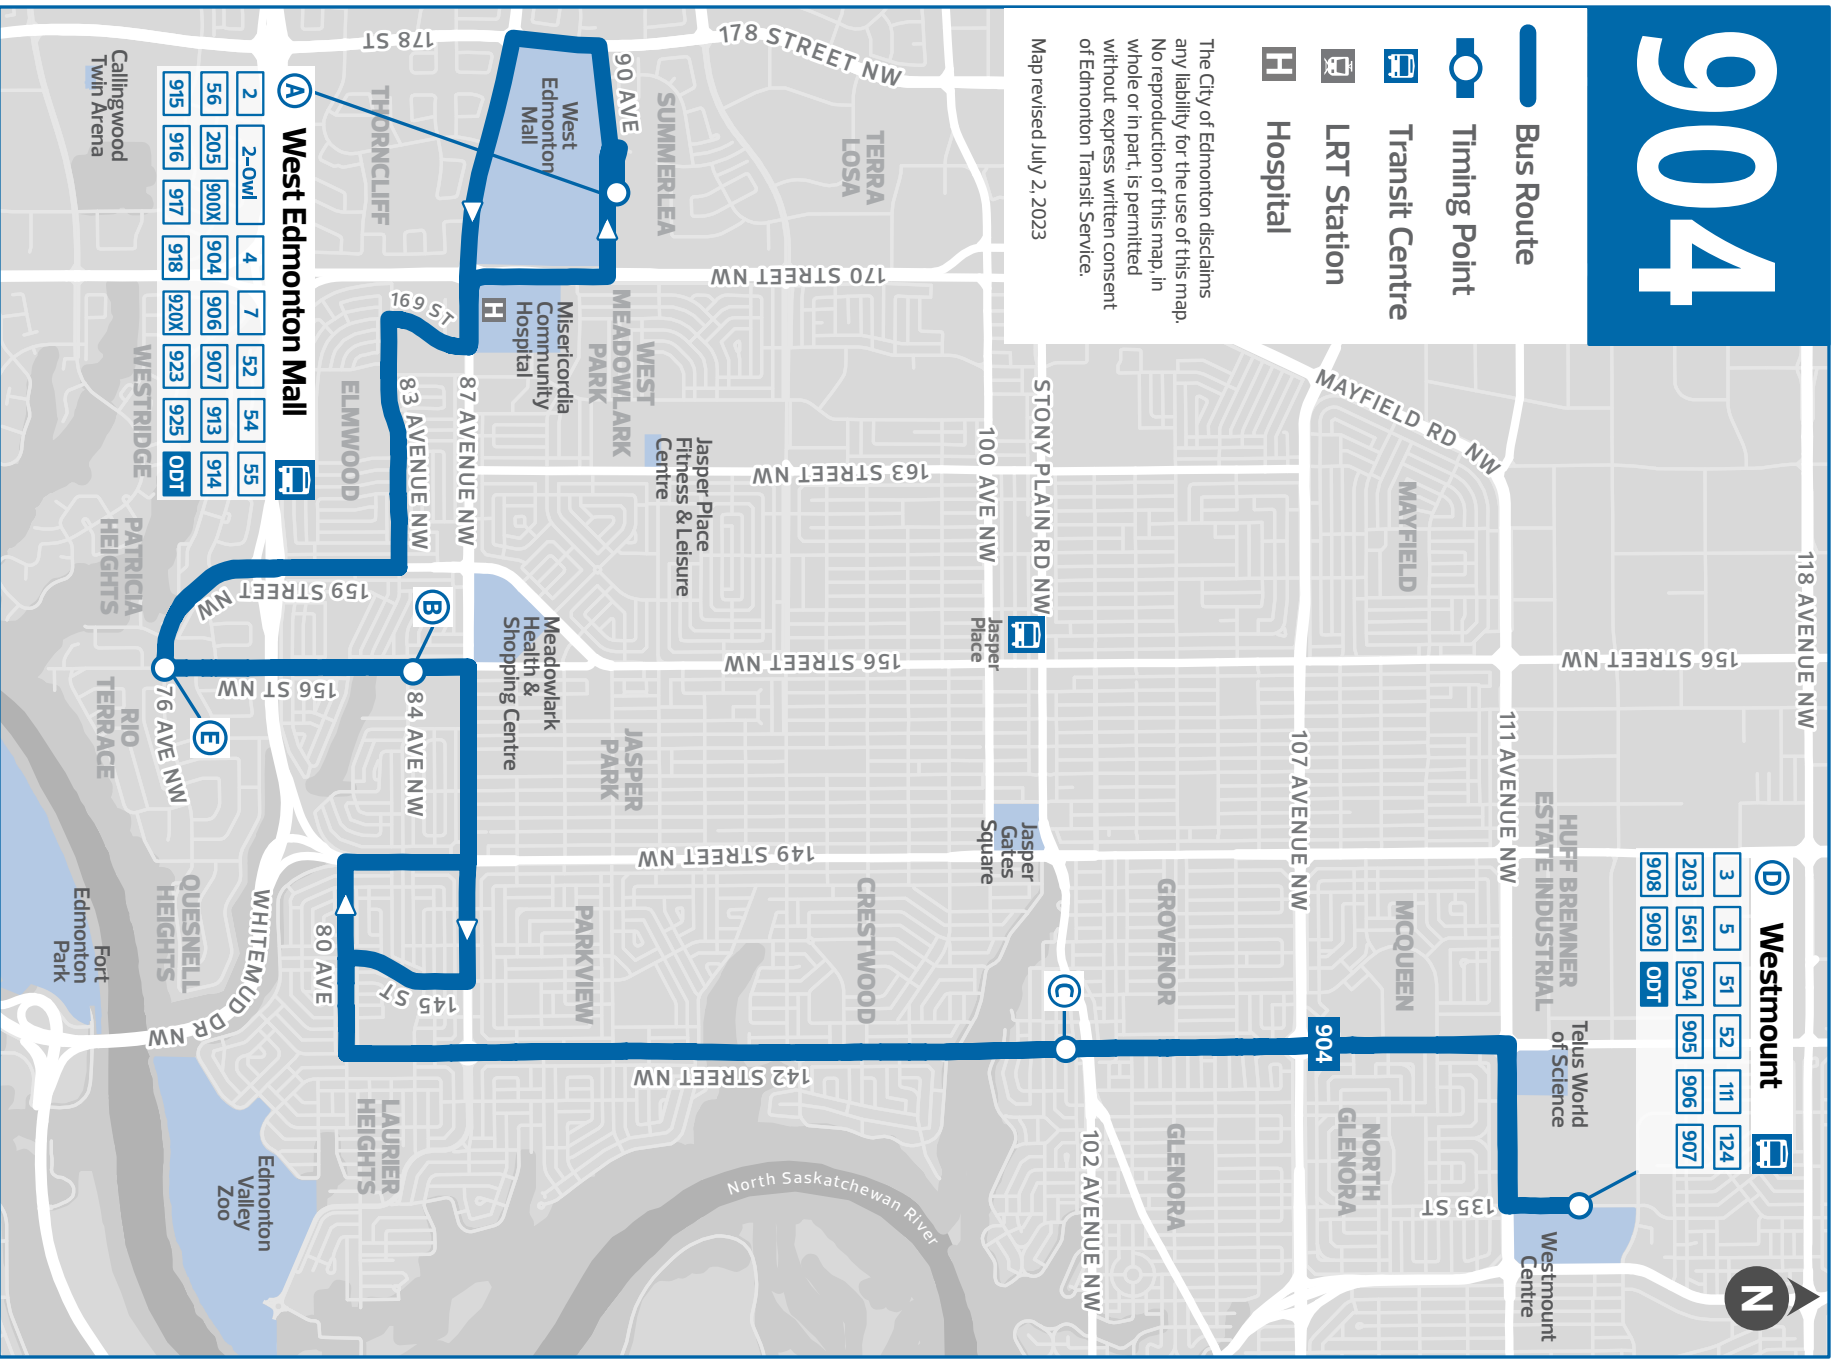 904
Bus Route
Timing Point
Transit Centre
LRT Station
Hospital
H
The City of Edmonton disclaims
any liability for the use of this map.
No reproduction of this map, in
whole or in part, is permitted
without express written consent
of Edmonton Transit Service.
Map revised July 2, 2023
118 AVENUE NW
156 STREET NW
MAYFIELD RD NW
MAYFIELD
111 AVENUE NW
HUFF BREMNER
ESTATE INDUSTRIAL
D
Westmount
3
5
51
52
111
124
203
561
904
905
906
907
908
909
ODT
Telus World
of Science
135 ST
Westmount
Centre
N
MCQUEEN
NORTH
GLENORA
107 AVENUE NW
904
GROVENOR
GLENORA
C
102 AVENUE NW
STONY PLAIN RD NW
100 AVE NW
Jasper
Place
Jasper
Gates
Square
178 STREET NW
TERRA
LOSA
170 STREET NW
163 STREET NW
156 STREET NW
149 STREET NW
CRESTWOOD
142 STREET NW
North Saskatchewan River
SUMMERLEA
90 AVE
West
Edmonton
Mall
WEST
MEADOWLARK
PARK
Jasper Place
Fitness & Leisure
Centre
Misericordia
Community
Hospital
H
Meadowlark
Health &
Shopping Centre
JASPER
PARK
PARKVIEW
87 AVENUE NW
178 ST
THORNCLIFF
169 ST
83 AVENUE NW
ELMWOOD
159 STREET NW
B
84 AVE NW
156 ST NW
145 ST
80 AVE
LAURIER
HEIGHTS
A
West Edmonton Mall
2
2-Owl
4
7
52
54
55
56
205
900X
904
906
907
913
914
915
916
917
918
920X
923
925
ODT
Callingwood
Twin Arena
WESTRIDGE
PATRICIA
HEIGHTS
E
76 AVE NW
RIO
TERRACE
WHITEMUD DR NW
QUESNELL
HEIGHTS
Fort
Edmonton
Park
Edmonton
Valley
Zoo